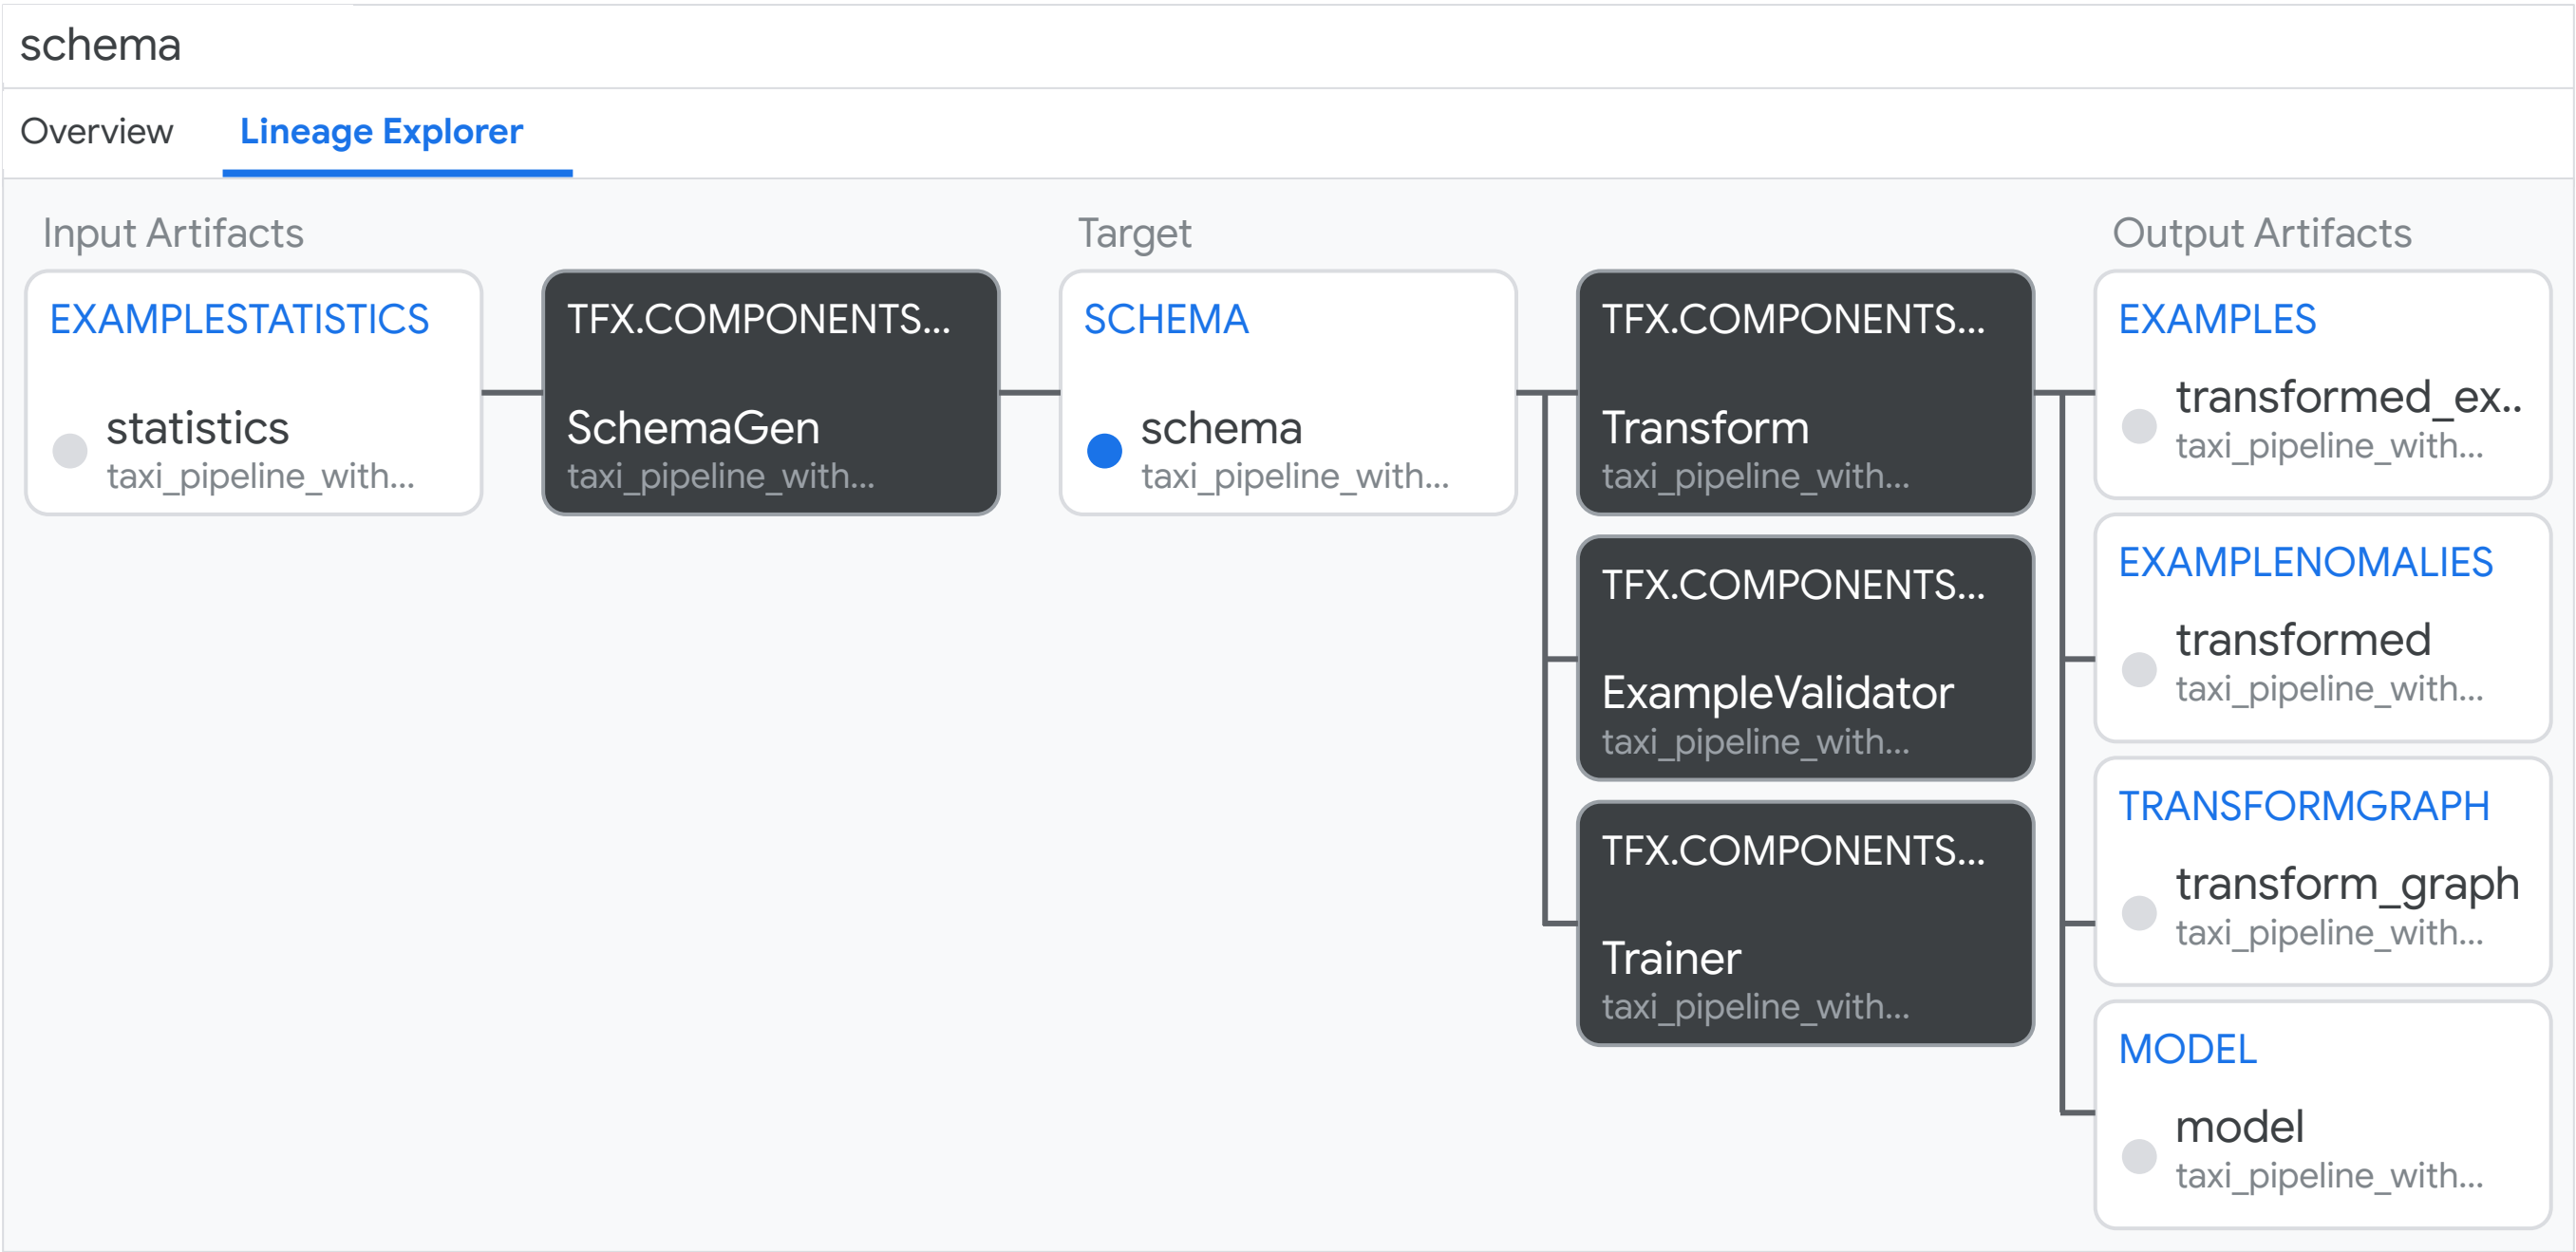 schema
Overview
Lineage Explorer
Input Artifacts
EXAMPLESTATISTICS
statistics
taxi_pipeline_with...
TFX.COMPONENTS...
SchemaGen
taxi_pipeline_with...
Target
SCHEMA
schema
taxi_pipeline_with...
TFX.COMPONENTS...
Transform
taxi_pipeline_with...
TFX.COMPONENTS...
ExampleValidator
taxi_pipeline_with...
TFX.COMPONENTS...
Trainer
taxi_pipeline_with...
Output Artifacts
EXAMPLES
transformed_ex..
taxi_pipeline_with...
EXAMPLENOMALIES
transformed
taxi_pipeline_with...
TRANSFORMGRAPH
transform_graph
taxi_pipeline_with...
MODEL
model
taxi_pipeline_with...